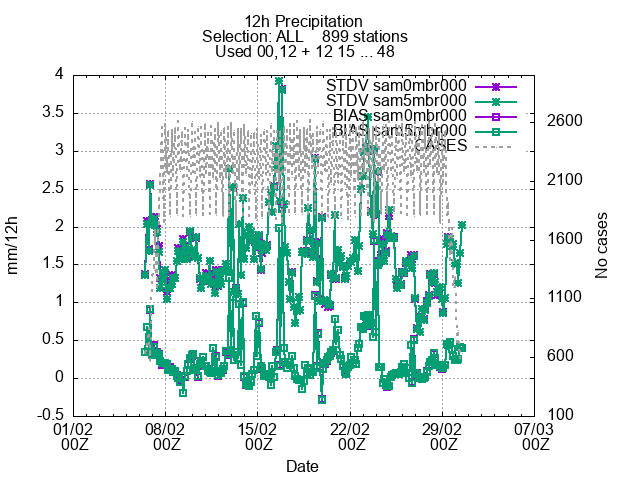 12h Precipitation
Selection: ALL 899 stations
Used 00,12 + 12 15 ... 48
STDV sam0mbr000
STDV sam5mbr000
BIAS sam0mbr000
BIAS sam5mbr000
CASES
4
3.5
3
2.5
2
1.5
1
0.5
0
-0.5
mm/12h
2600
2100
1600
1100
600
100
No cases
01/02 08/02 15/02 22/02 29/02 07/03
00Z 00Z 00Z 00Z 00Z 00Z
Date